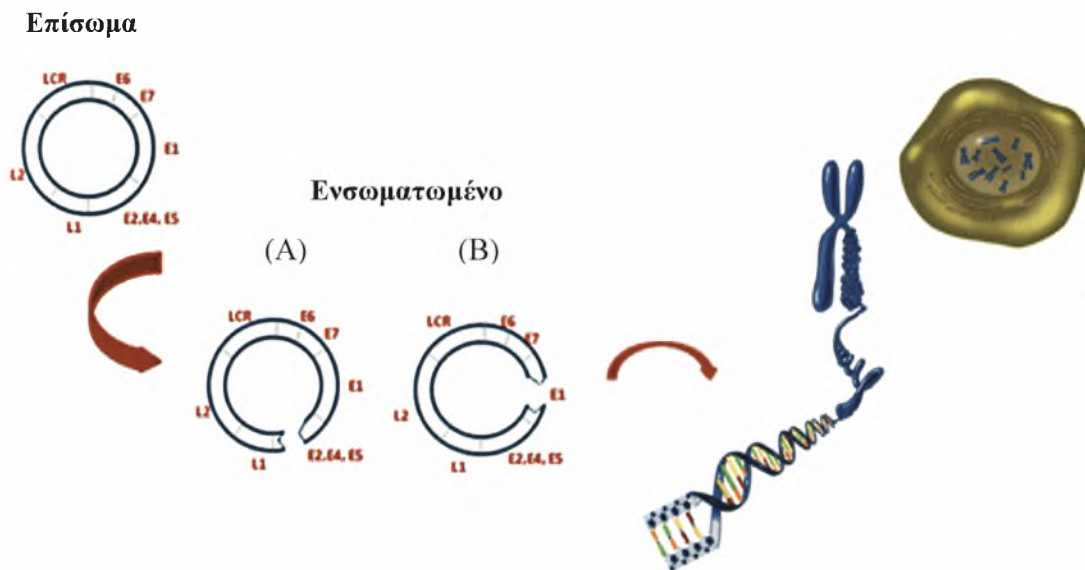 Επίσωμα
LCR
E6
E7
E1
L2
L1
E2,E4, E5
Ενσωματωμένο
(A)
(B)
LCR
E6
E7
E1
L2
L1
E2,E4, E5
LCR
E6
E7
E1
L2
L1
E2,E4, E5